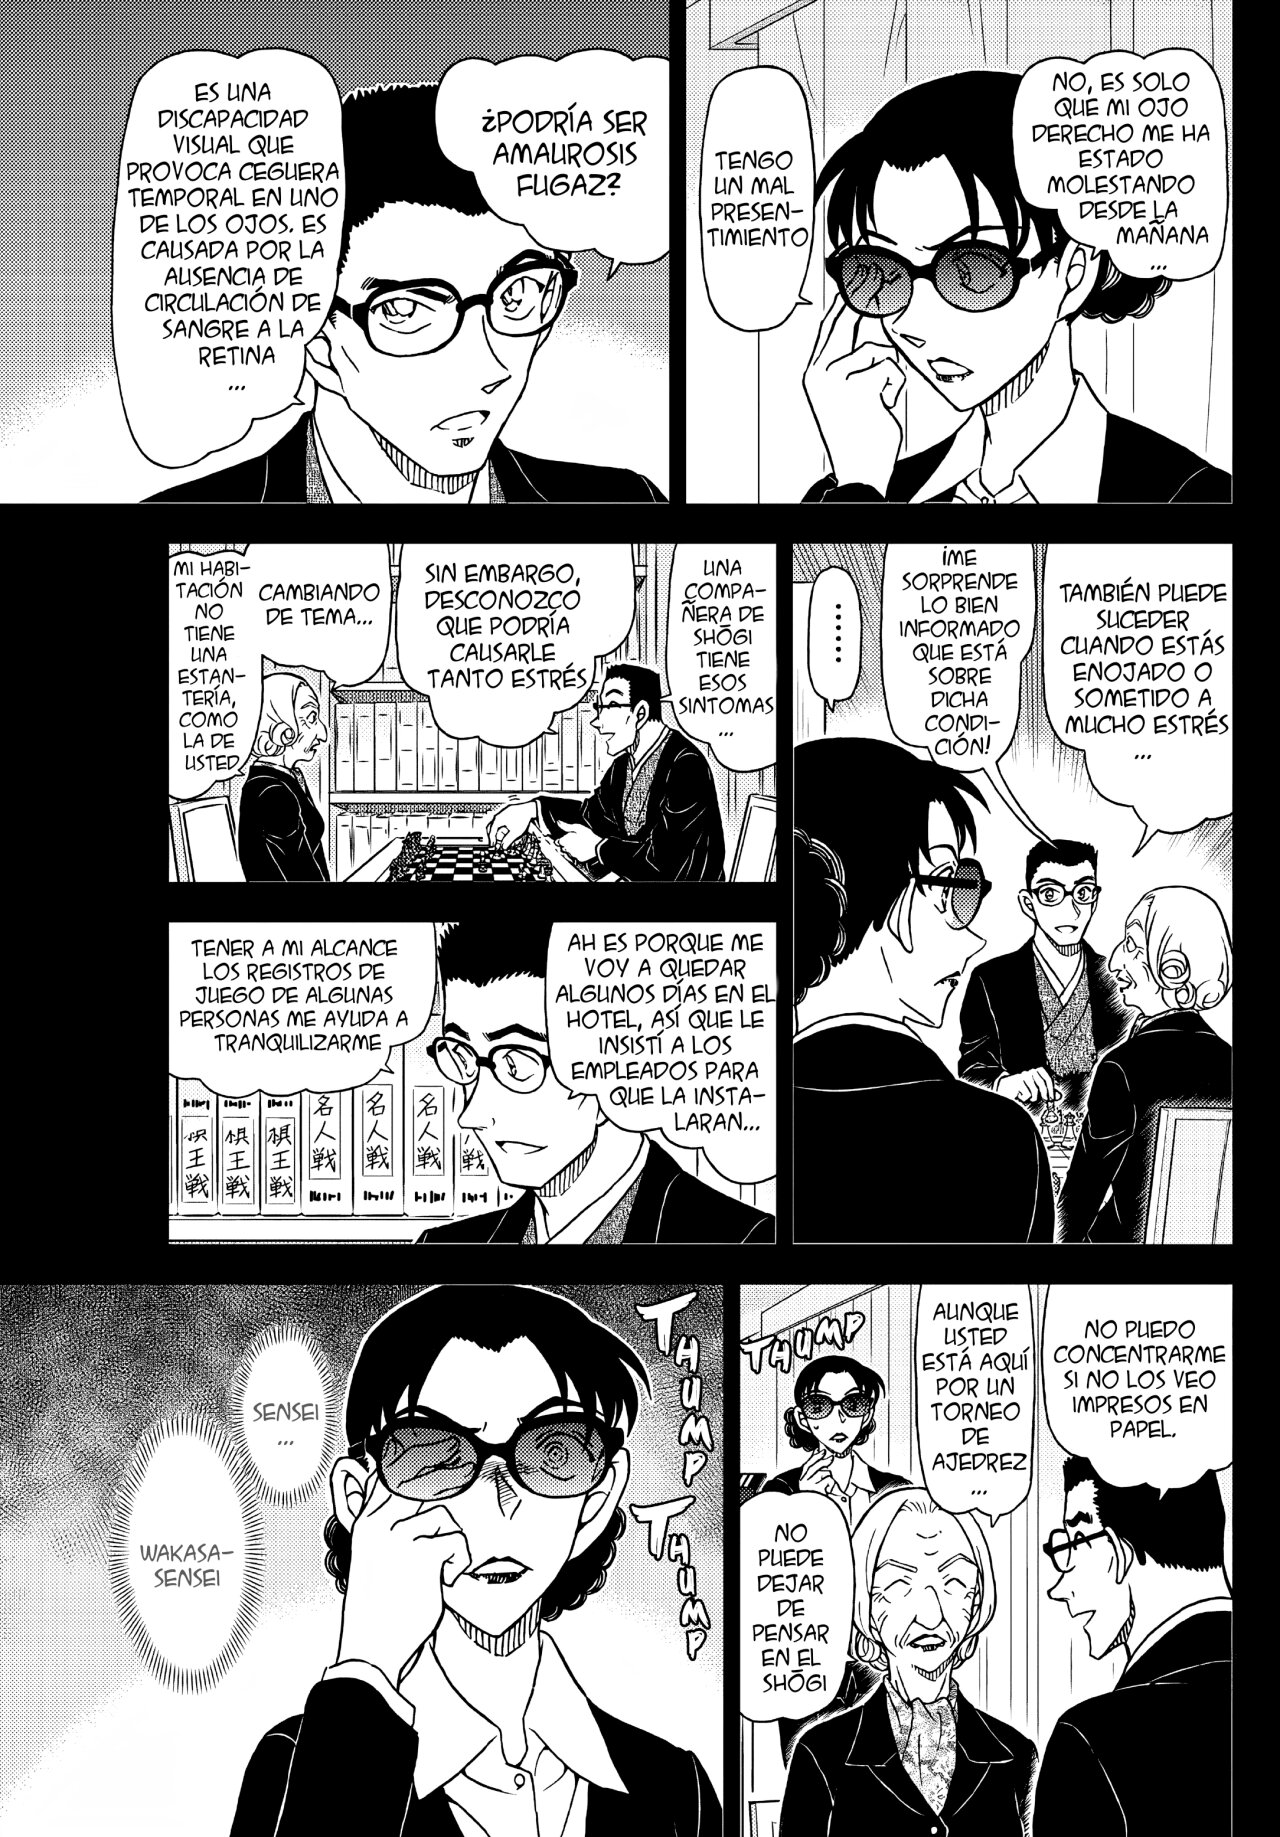 NO, ES SOLO
QUE MI OJO
DERECHO ME HA
ESTADO
MOLESTANDO
DESDE LA
MAÑANA
...
TENGO
UN MAL
PRESEN-
TIMIENTO
¿PODRÍA SER
AMAUROSIS
FUGAZ?
ES UNA
DISCAPACIDAD
VISUAL QUE
PROVOCA CEGUERA
TEMPORAL EN UNO
DE LOS OJOS. ES
CAUSADA POR LA
AUSENCIA DE
CIRCULACIÓN DE
SANGRE A LA
RETINA
...
TAMBIÉN PUEDE
SUCEDER
CUANDO ESTÁS
ENOJADO O
SOMETIDO A
MUCHO ESTRÉS
...
¡ME
SORPRENDE
LO BIEN
INFORMADO
QUE ESTÁ
SOBRE
DICHA
CONDI-
CIÓN!
......
UNA
COMPA-
ÑERA DE
SHŌGI
TIENE
ESOS
SINTOMAS
...
SIN EMBARGO,
DESCONOZCO
QUE PODRÍA
CAUSARLE
TANTO ESTRÉS
CAMBIANDO
DE TEMA...
MI HABI-
TACIÓN
NO
TIENE
UNA
ESTAN-
TERÍA,
COMO
LA DE
USTED
AH ES PORQUE ME
VOY A QUEDAR
ALGUNOS DÍAS EN EL
HOTEL, ASÍ QUE LE
INSISTÍ A LOS
EMPLEADOS PARA
QUE LA INSTA-
LARAN...
TENER A MI ALCANCE
LOS REGISTROS DE
JUEGO DE ALGUNAS
PERSONAS ME AYUDA A
TRANQUILIZARME
名人戦
名人戦
名人戦
棋王戦
棋王戦
棋王戦
NO PUEDO
CONCENTRARME
SI NO LOS VEO
IMPRESOS EN
PAPEL.
AUNQUE
USTED
ESTÁ AQUÍ
POR UN
TORNEO
DE
AJEDREZ
...
NO
PUEDE
DEJAR
DE
PENSAR
EN EL
SHŌGI
THUMP
THUMP
THUMP
THUMP
THUMP
SENSEI
...
WAKASA-
SENSEI